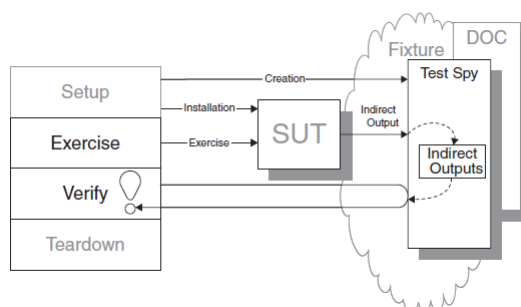 DOC
Fixture
Test Spy
Setup
Creation
Installation
Indirect
Output
Exercise
Exercise
SUT
Indirect
Outputs
Verify
Teardown